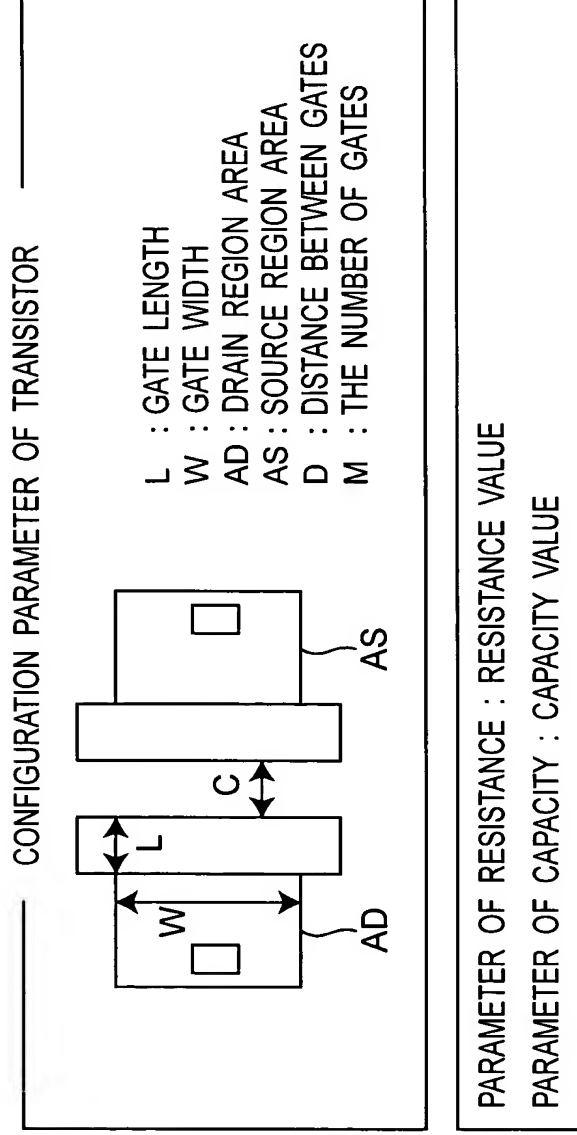 CONFIGURATION PARAMETER OF TRANSISTOR
W
L
C
AD
AS
L : GATE LENGTH
W : GATE WIDTH
AD : DRAIN REGION AREA
AS : SOURCE REGION AREA
D : DISTANCE BETWEEN GATES
M : THE NUMBER OF GATES
PARAMETER OF RESISTANCE : RESISTANCE VALUE
PARAMETER OF CAPACITY : CAPACITY VALUE